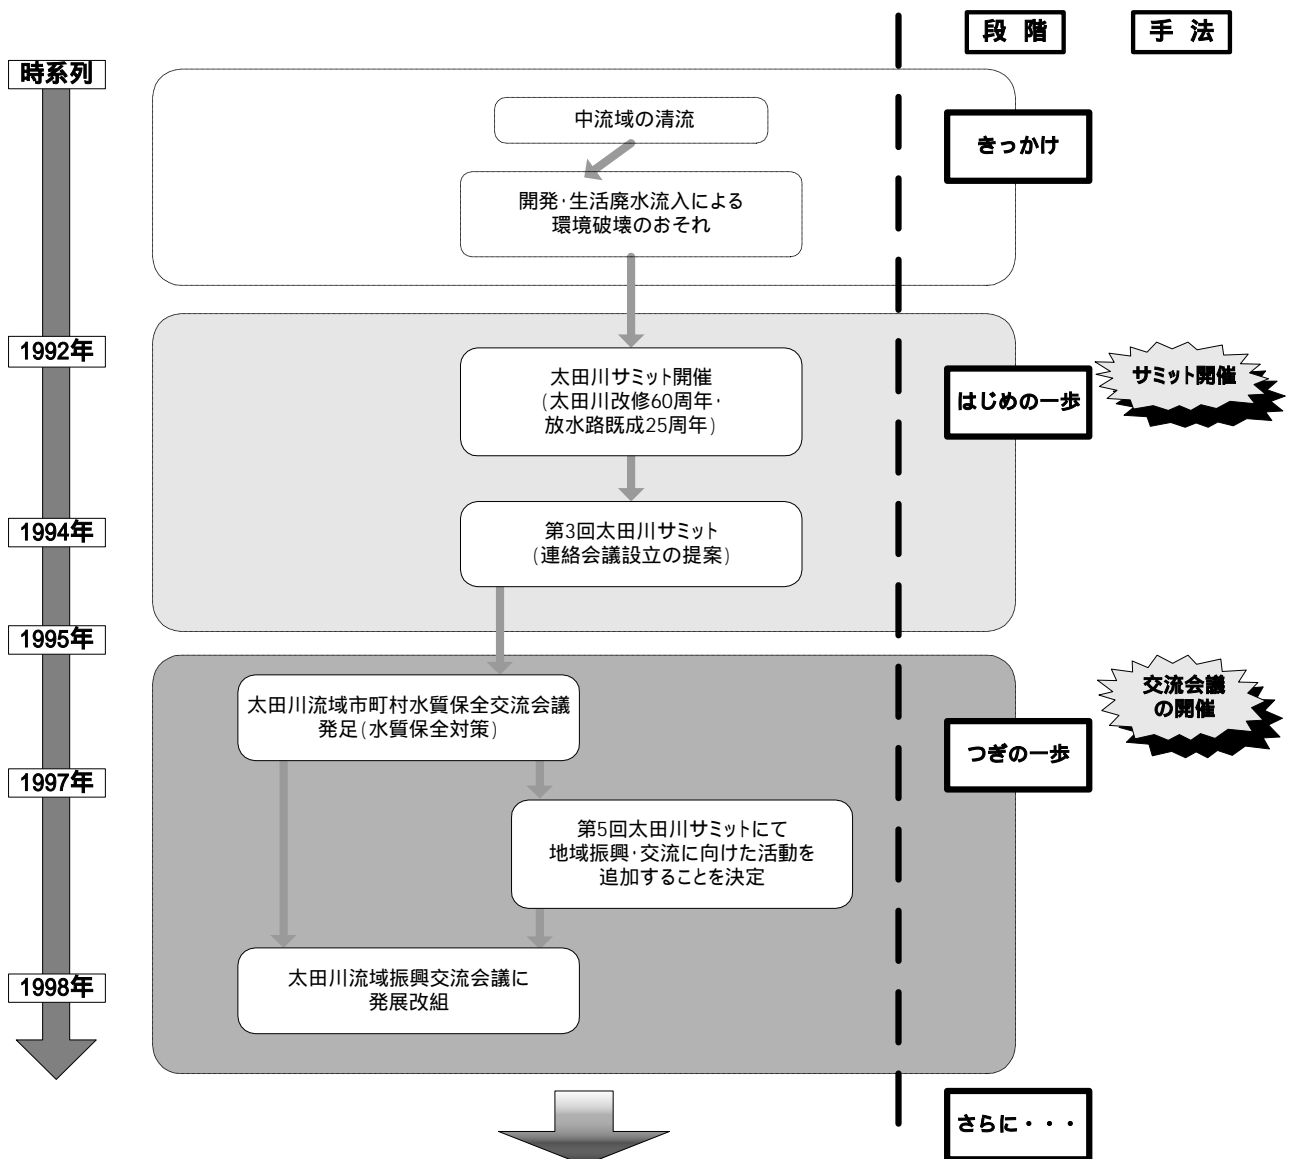 段 階
手 法
時系列
中流域の清流
きっかけ
開発・生活廃水流入による
環境破壊のおそれ
1992年
太田川サミット開催
(太田川改修60周年・
放水路既成25周年)
はじめの一歩
サミット開催
1994年
第3回太田川サミット
(連絡会議設立の提案)
1995年
太田川流域市町村水質保全交流会議
発足(水質保全対策)
交流会議
の開催
つぎの一歩
1997年
第5回太田川サミットにて
地域振興・交流に向けた活動を
追加することを決定
1998年
太田川流域振興交流会議に
発展改組
さらに・・・